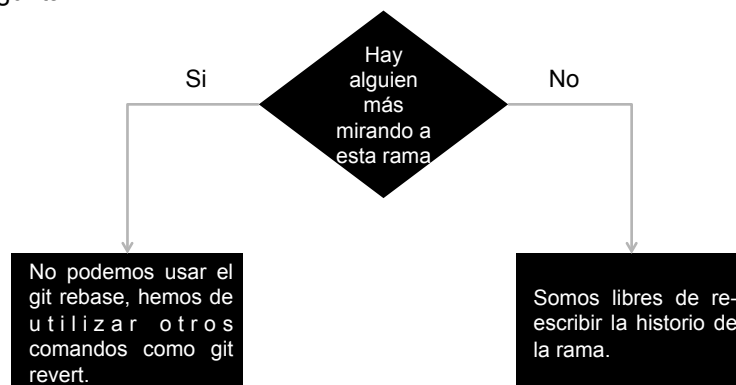 Hay
alguien
más
mirando a
esta rama
Si
No
No podemos usar el
git rebase, hemos de
utilizar otros
comandos como git
revert.
Somos libres de re-
escribir la historio de
la rama.